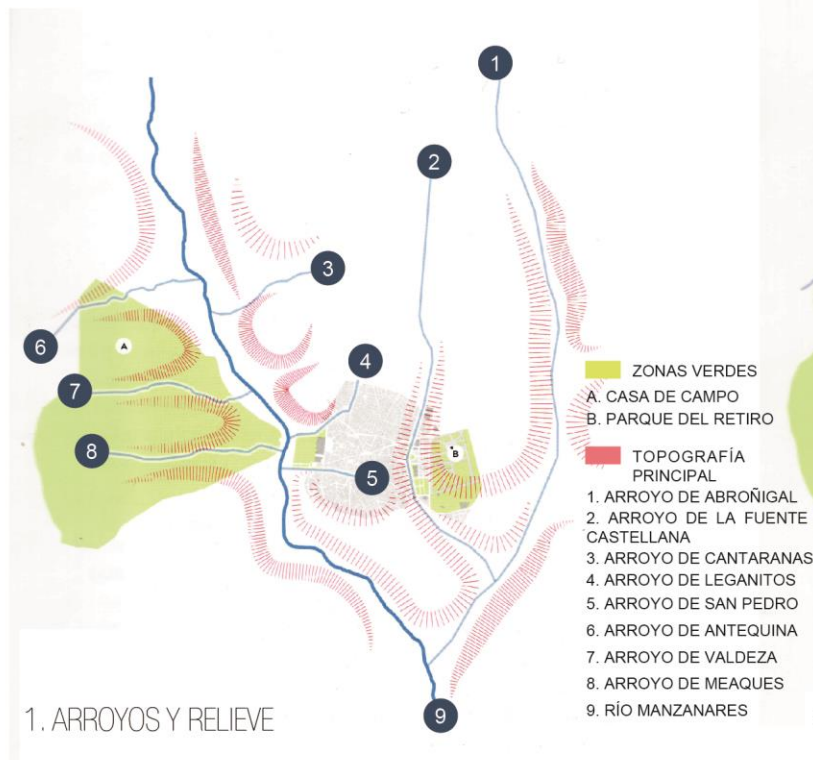 1
2
3
4
5
6
7
8
9
A
B
ZONAS VERDES
A. CASA DE CAMPO
B. PARQUE DEL RETIRO
TOPOGRAFÍA
PRINCIPAL
1. ARROYO DE ABROÑIGAL
2. ARROYO DE LA FUENTE
CASTELLANA
3. ARROYO DE CANTARANAS
4. ARROYO DE LEGANITOS
5. ARROYO DE SAN PEDRO
6. ARROYO DE ANTEQUINA
7. ARROYO DE VALDEZA
8. ARROYO DE MEAQUES
9. RÍO MANZANARES
1. ARROYOS Y RELIEVE